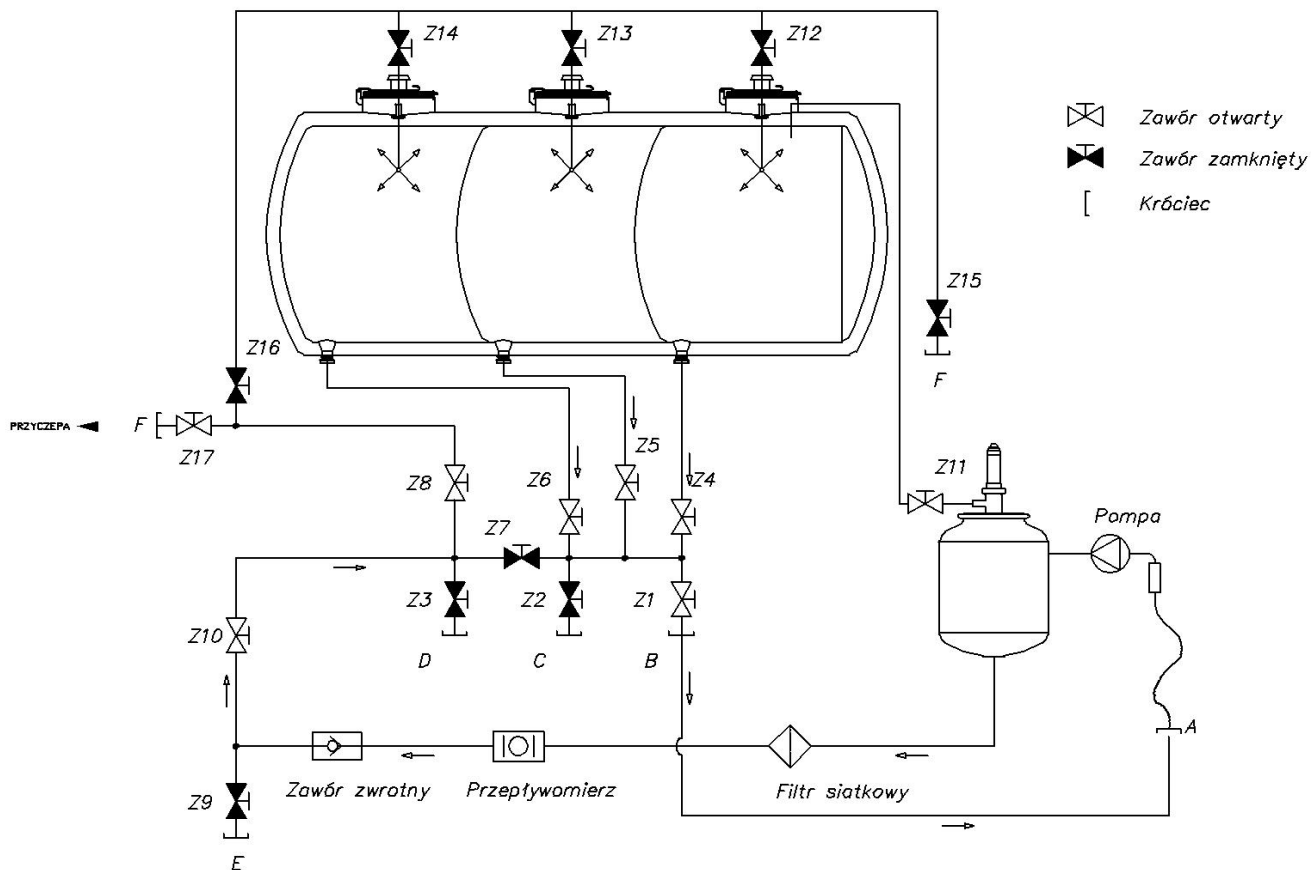 Z14
Z13
Z12
Zawór otwarty
Zawór zamknięty
Króciec
Z15
F
Z16
PRZYCZEPA
F
Z17
Z8
Z6
Z5
Z4
Z11
Pompa
Z7
Z3
Z2
Z1
Z10
D
C
B
A
Zawór zwrotny
Przepływomierz
Filtr siatkowy
Z9
E